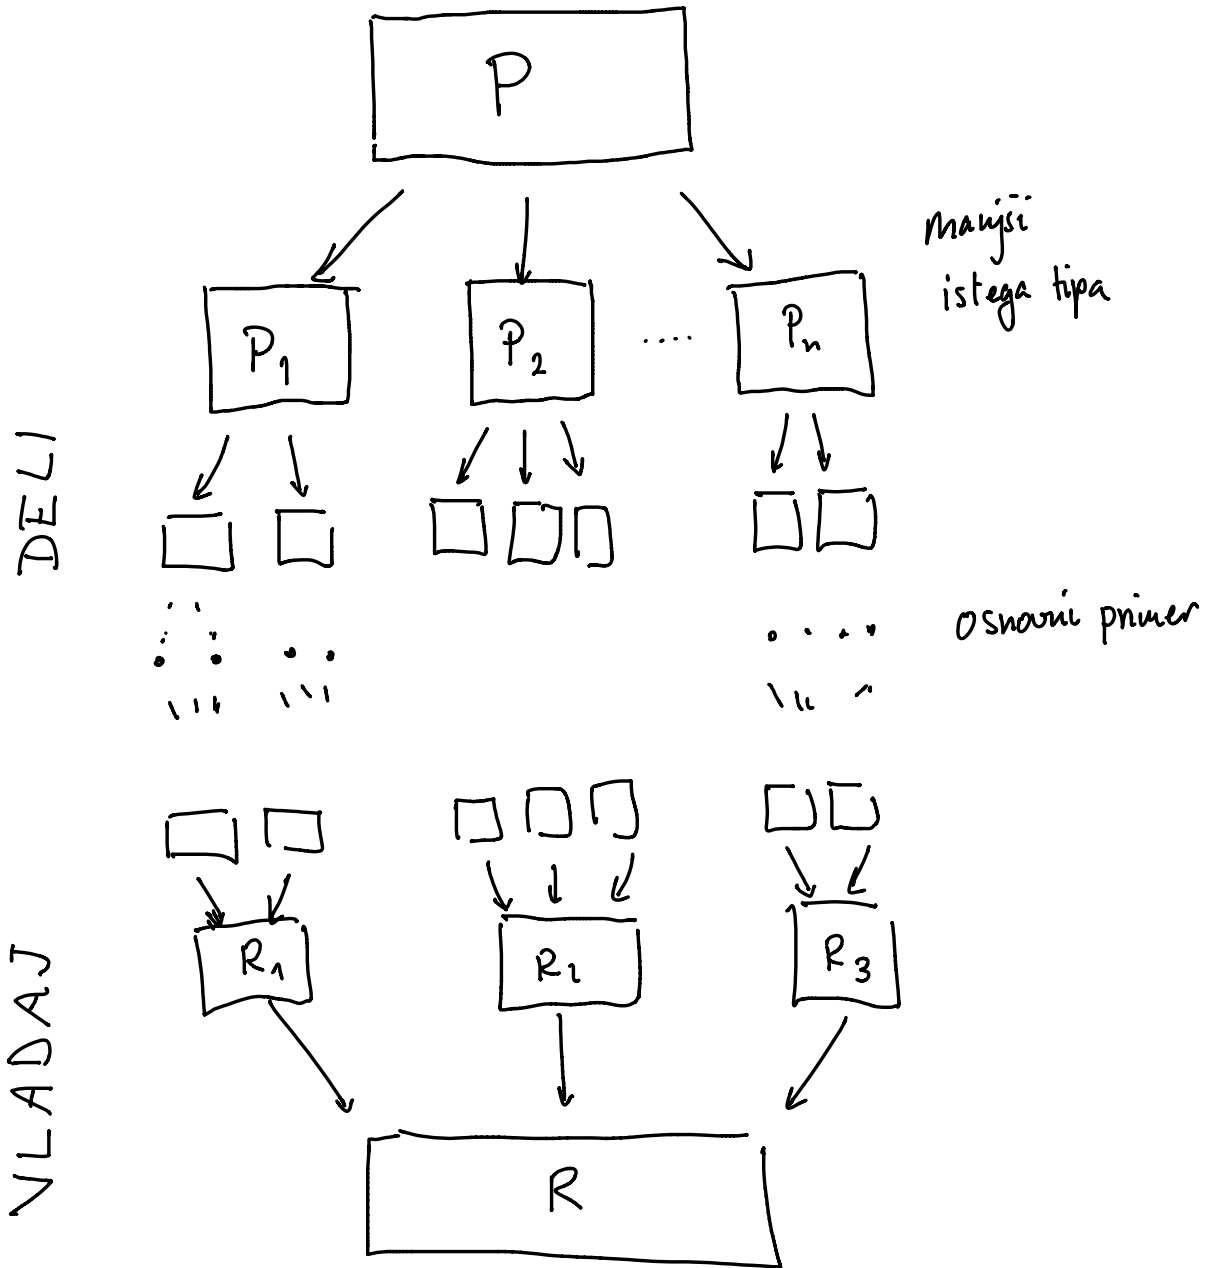 P
manjši
istega tipa
P1
P2
....
Pn
DELI
osnovni primer
R1
R2
R3
VLADAJ
R